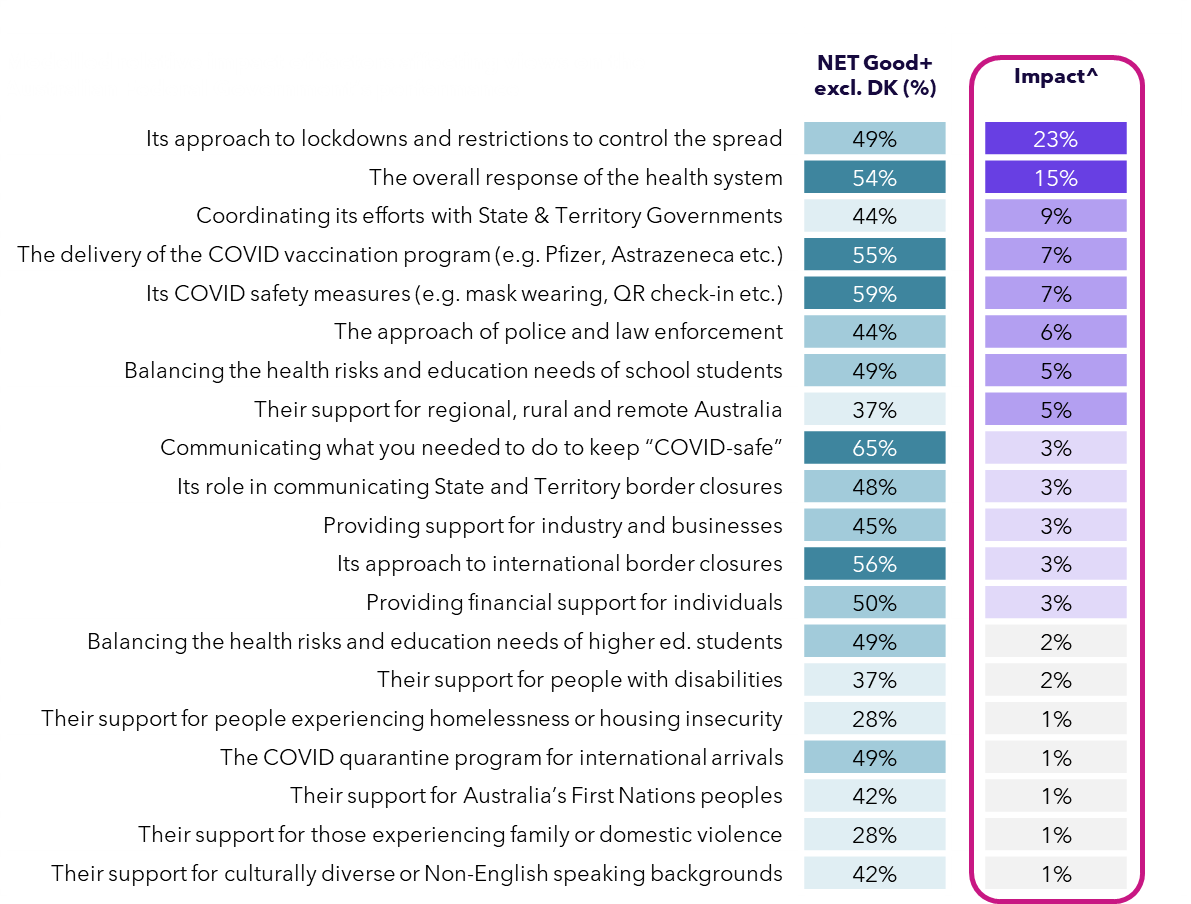 NET Good+
excl. DK (%)
Impact^
Its approach to lockdowns and restrictions to control the spread 49% 23%
The overall response of the health system 54% 15%
Coordinating its efforts with State & Territory Governments 44% 9%
The delivery of the COVID vaccination program (e.g. Pfizer, Astrazeneca etc.) 55% 7%
Its COVID safety measures (e.g. mask wearing, QR check-in etc.) 59% 7%
The approach of police and law enforcement 44% 6%
Balancing the health risks and education needs of school students 49% 5%
Their support for regional, rural and remote Australia 37% 5%
Communicating what you needed to do to keep “COVID-safe” 65% 3%
Its role in communicating State and Territory border closures 48% 3%
Providing support for industry and businesses 45% 3%
Its approach to international border closures 56% 3%
Providing financial support for individuals 50% 3%
Balancing the health risks and education needs of higher ed. students 49% 2%
Their support for people with disabilities 37% 2%
Their support for people experiencing homelessness or housing insecurity 28% 1%
The COVID quarantine program for international arrivals 49% 1%
Their support for Australia’s First Nations peoples 42% 1%
Their support for those experiencing family or domestic violence 28% 1%
Their support for culturally diverse or Non-English speaking backgrounds 42% 1%